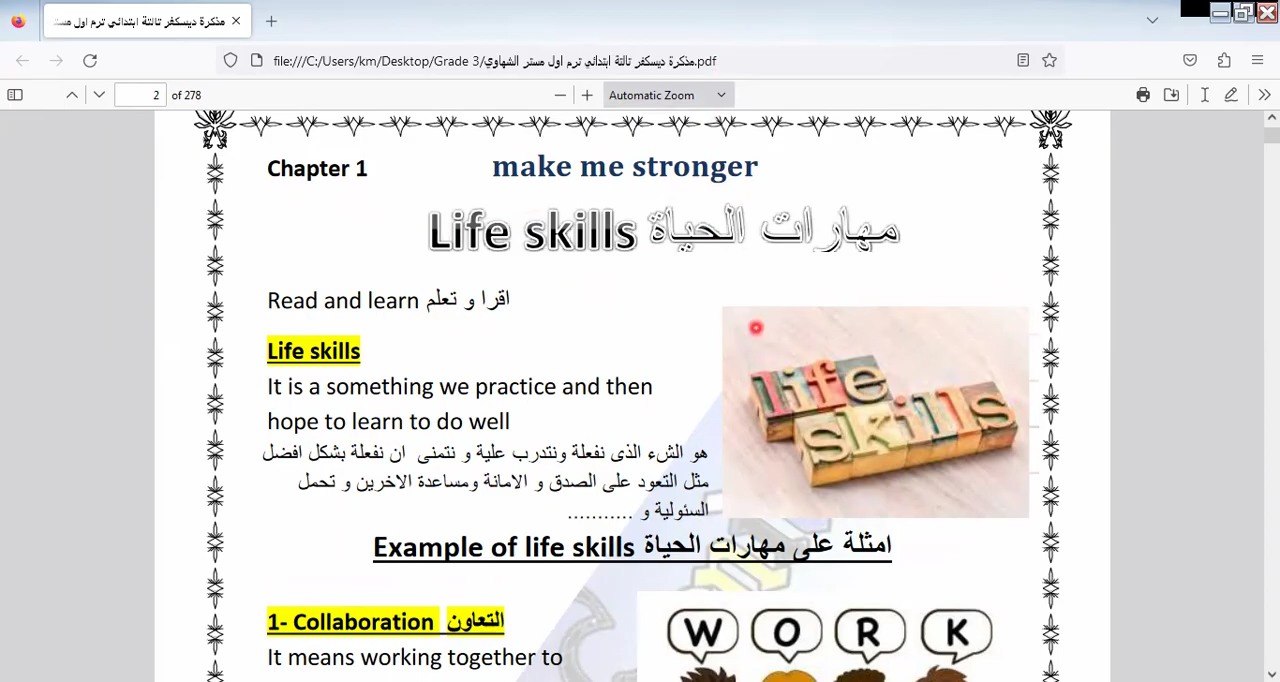 مذكرة ديسكفر تالتة ابتدائي ترم اول مستر
file:///C:/Users/km/Desktop/Grade 3/مذكرة ديسكفر تالتة ابتدائي ترم اول مستر الشهاوي.pdf
2 of 278
Automatic Zoom
Chapter 1 make me stronger
Life skills مهارات الحياة
Read and learn اقرا و تعلم
Life skills
It is a something we practice and then
hope to learn to do well
هو الشء الذى نفعلة ونتدرب علية و نتمنى ان نفعلة بشكل افضل
مثل التعود على الصدق و الامانة ومساعدة الاخرين و تحمل
السئولية و ...........
life
skills
Example of life skills امثلة على مهارات الحياة
1- Collaboration التعاون
It means working together to
W O R K